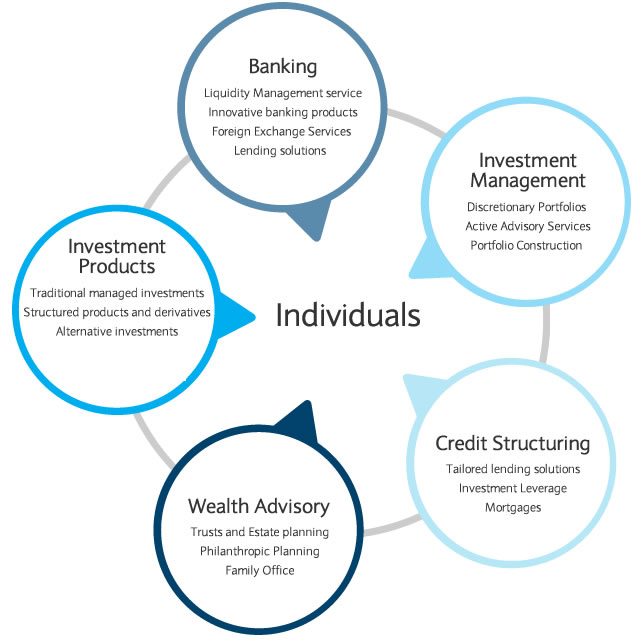 Banking
Liquidity Management service
Innovative banking products
Foreign Exchange Services
Lending solutions
Investment
Management
Discretionary Portfolios
Active Advisory Services
Portfolio Construction
Investment
Products
Traditional managed investments
Structured products and derivatives
Alternative investments
Individuals
Credit Structuring
Tailored lending solutions
Investment Leverage
Mortgages
Wealth Advisory
Trusts and Estate planning
Philanthropic Planning
Family Office